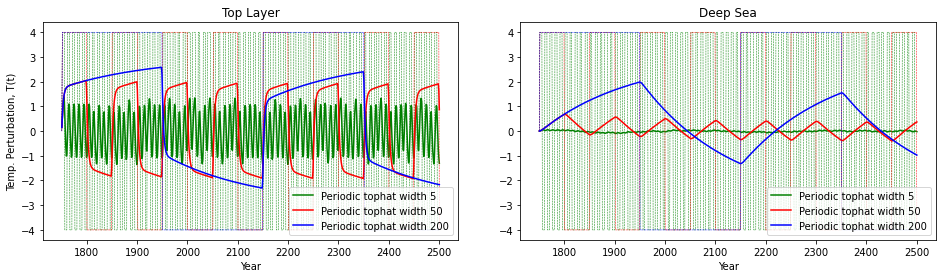 Top Layer
Temp. Perturbation, T(t)
4
3
2
1
0
−1
−2
−3
−4
Periodic tophat width 5
Periodic tophat width 50
Periodic tophat width 200
1800 1900 2000 2100 2200 2300 2400 2500
Year
Deep Sea
4
3
2
1
0
−1
−2
−3
−4
Periodic tophat width 5
Periodic tophat width 50
Periodic tophat width 200
1800 1900 2000 2100 2200 2300 2400 2500
Year